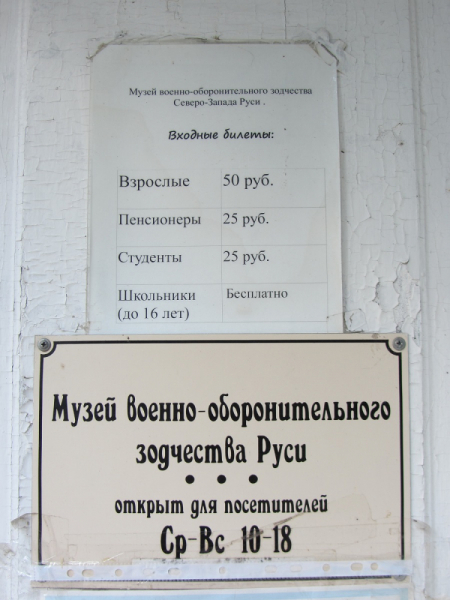 Музей военно-оборонительного зодчества
Северо-Запада Руси .
Входные билеты:
Взрослые 50 руб.
Пенсионеры 25 руб.
Студенты 25 руб.
Школьники Бесплатно
(до 16 лет)
Музей военно-оборонительного
зодчества Руси
• • •
открыт для посетителей
Ср-Вс 10-18